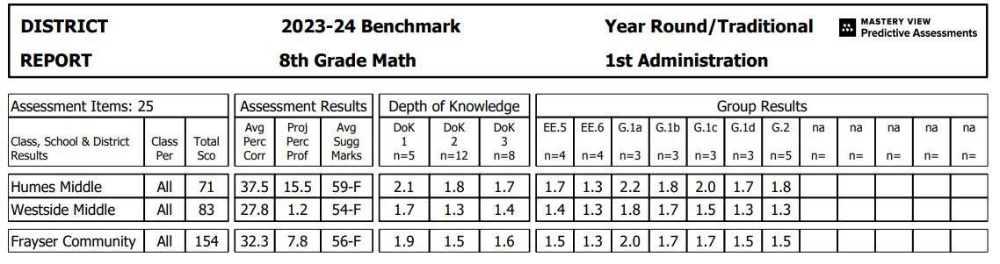 DISTRICT 2023-24 Benchmark Year Round/Traditional MASTERY VIEW
Predictive Assessments
REPORT 8th Grade Math 1st Administration
Assessment Items: 25 Assessment Results Depth of Knowledge Group Results
Avg Proj Avg DoK DoK DoK EE.5 EE.6 G.1a G.1b G.1c G.1d G.2 na na na na na
Class, School & District Class Total Perc Perc Sugg 1 2 3
Results Per Sco Corr Prof Marks n=5 n=12 n=8 n=4 n=4 n=3 n=3 n=3 n=3 n=5 n= n= n= n= n=
Humes Middle All 71 37.5 15.5 59-F 2.1 1.8 1.7 1.7 1.3 2.2 1.8 2.0 1.7 1.8
Westside Middle All 83 27.8 1.2 54-F 1.7 1.3 1.4 1.4 1.3 1.8 1.7 1.5 1.3 1.3
Frayser Community All 154 32.3 7.8 56-F 1.9 1.5 1.6 1.5 1.3 2.0 1.7 1.7 1.5 1.5